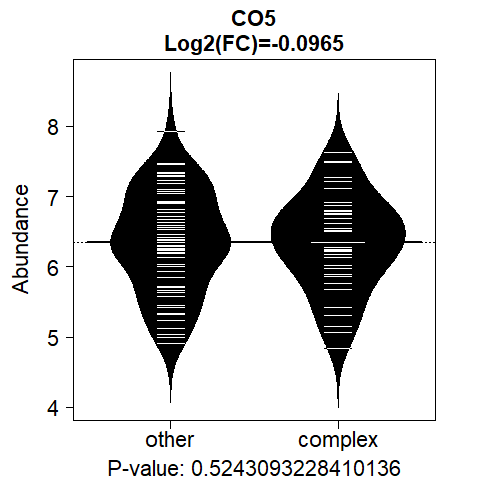 CO5
Log2(FC)=-0.0965
Abundance
8
7
6
5
4
other complex
P-value: 0.5243093228410136